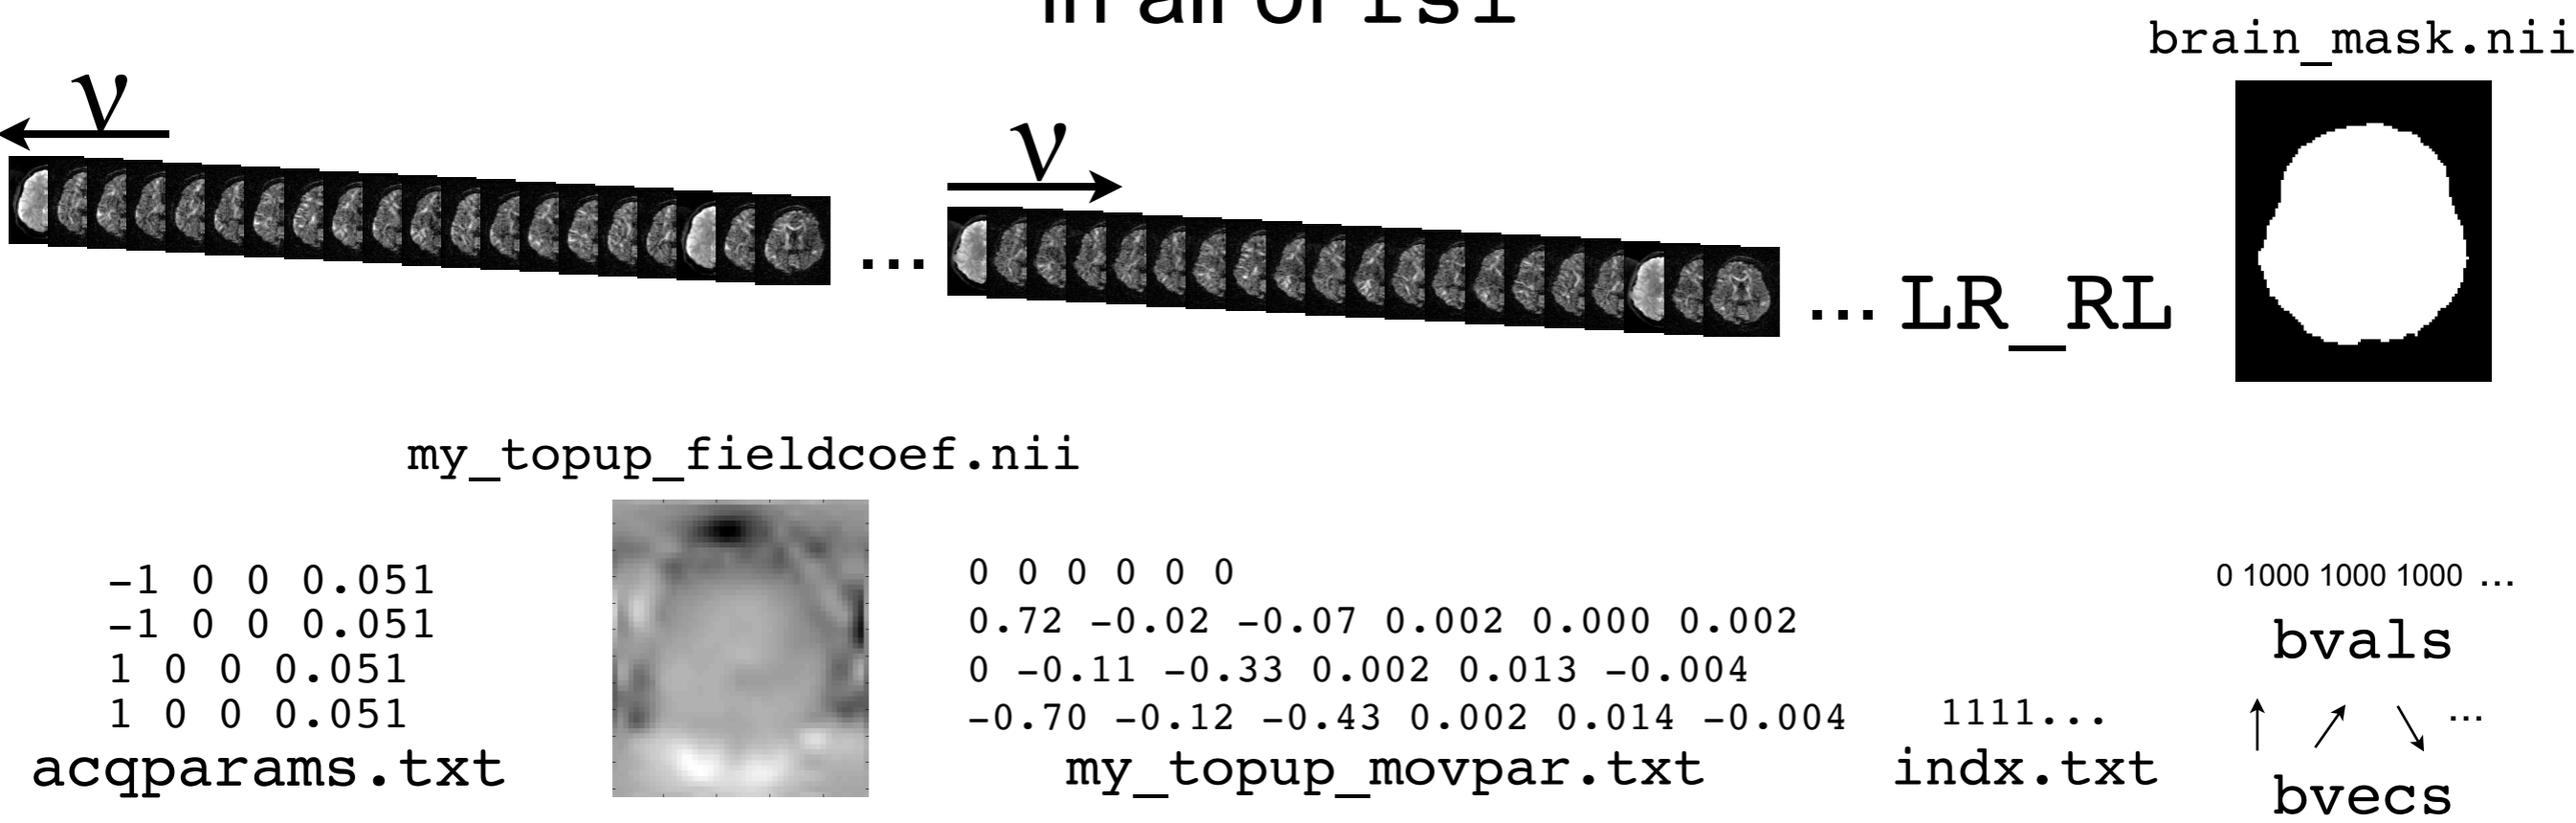 brain_mask.nii
ν
ν
... ... LR_RL
my_topup_fieldcoef.nii
-1 0 0 0.051
-1 0 0 0.051
1 0 0 0.051
1 0 0 0.051
acqparams.txt
0 0 0 0 0 0
0.72 -0.02 -0.07 0.002 0.000 0.002
0 -0.11 -0.33 0.002 0.013 -0.004
-0.70 -0.12 -0.43 0.002 0.014 -0.004
my_topup_movpar.txt
1111...
indx.txt
0 1000 1000 1000 ...
bvals
...
bvecs